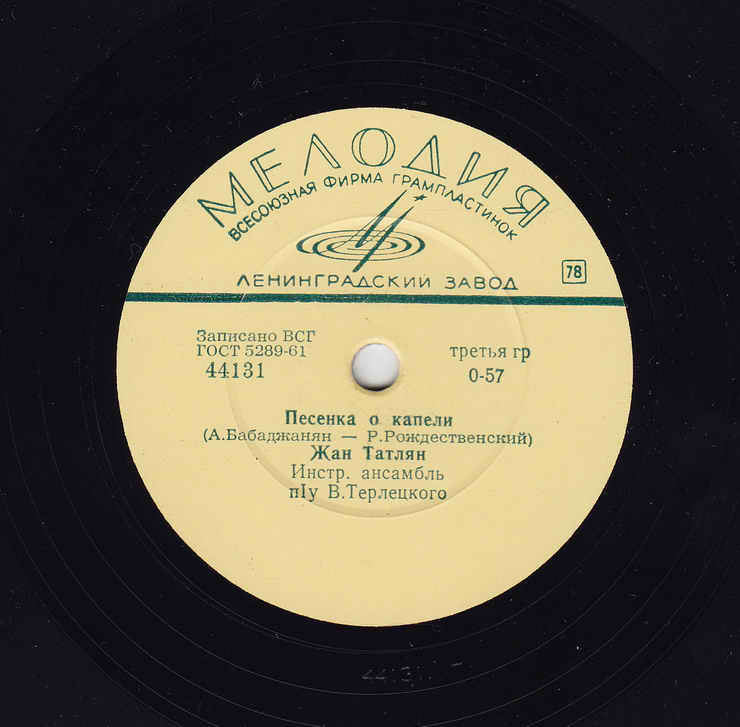 МЕЛОДИЯ
ВСЕСОЮЗНАЯ ФИРМА ГРАМПЛАСТИНОК
ЛЕНИНГРАДСКИЙ ЗАВОД
78
Записано ВСГ
ГОСТ 5289-61
44131
третья гр
0-57
Песенка о капели
(А.Бабаджанян — Р.Рождественский)
Жан Татлян
Инстр. ансамбль
пIу В.Терлецкого